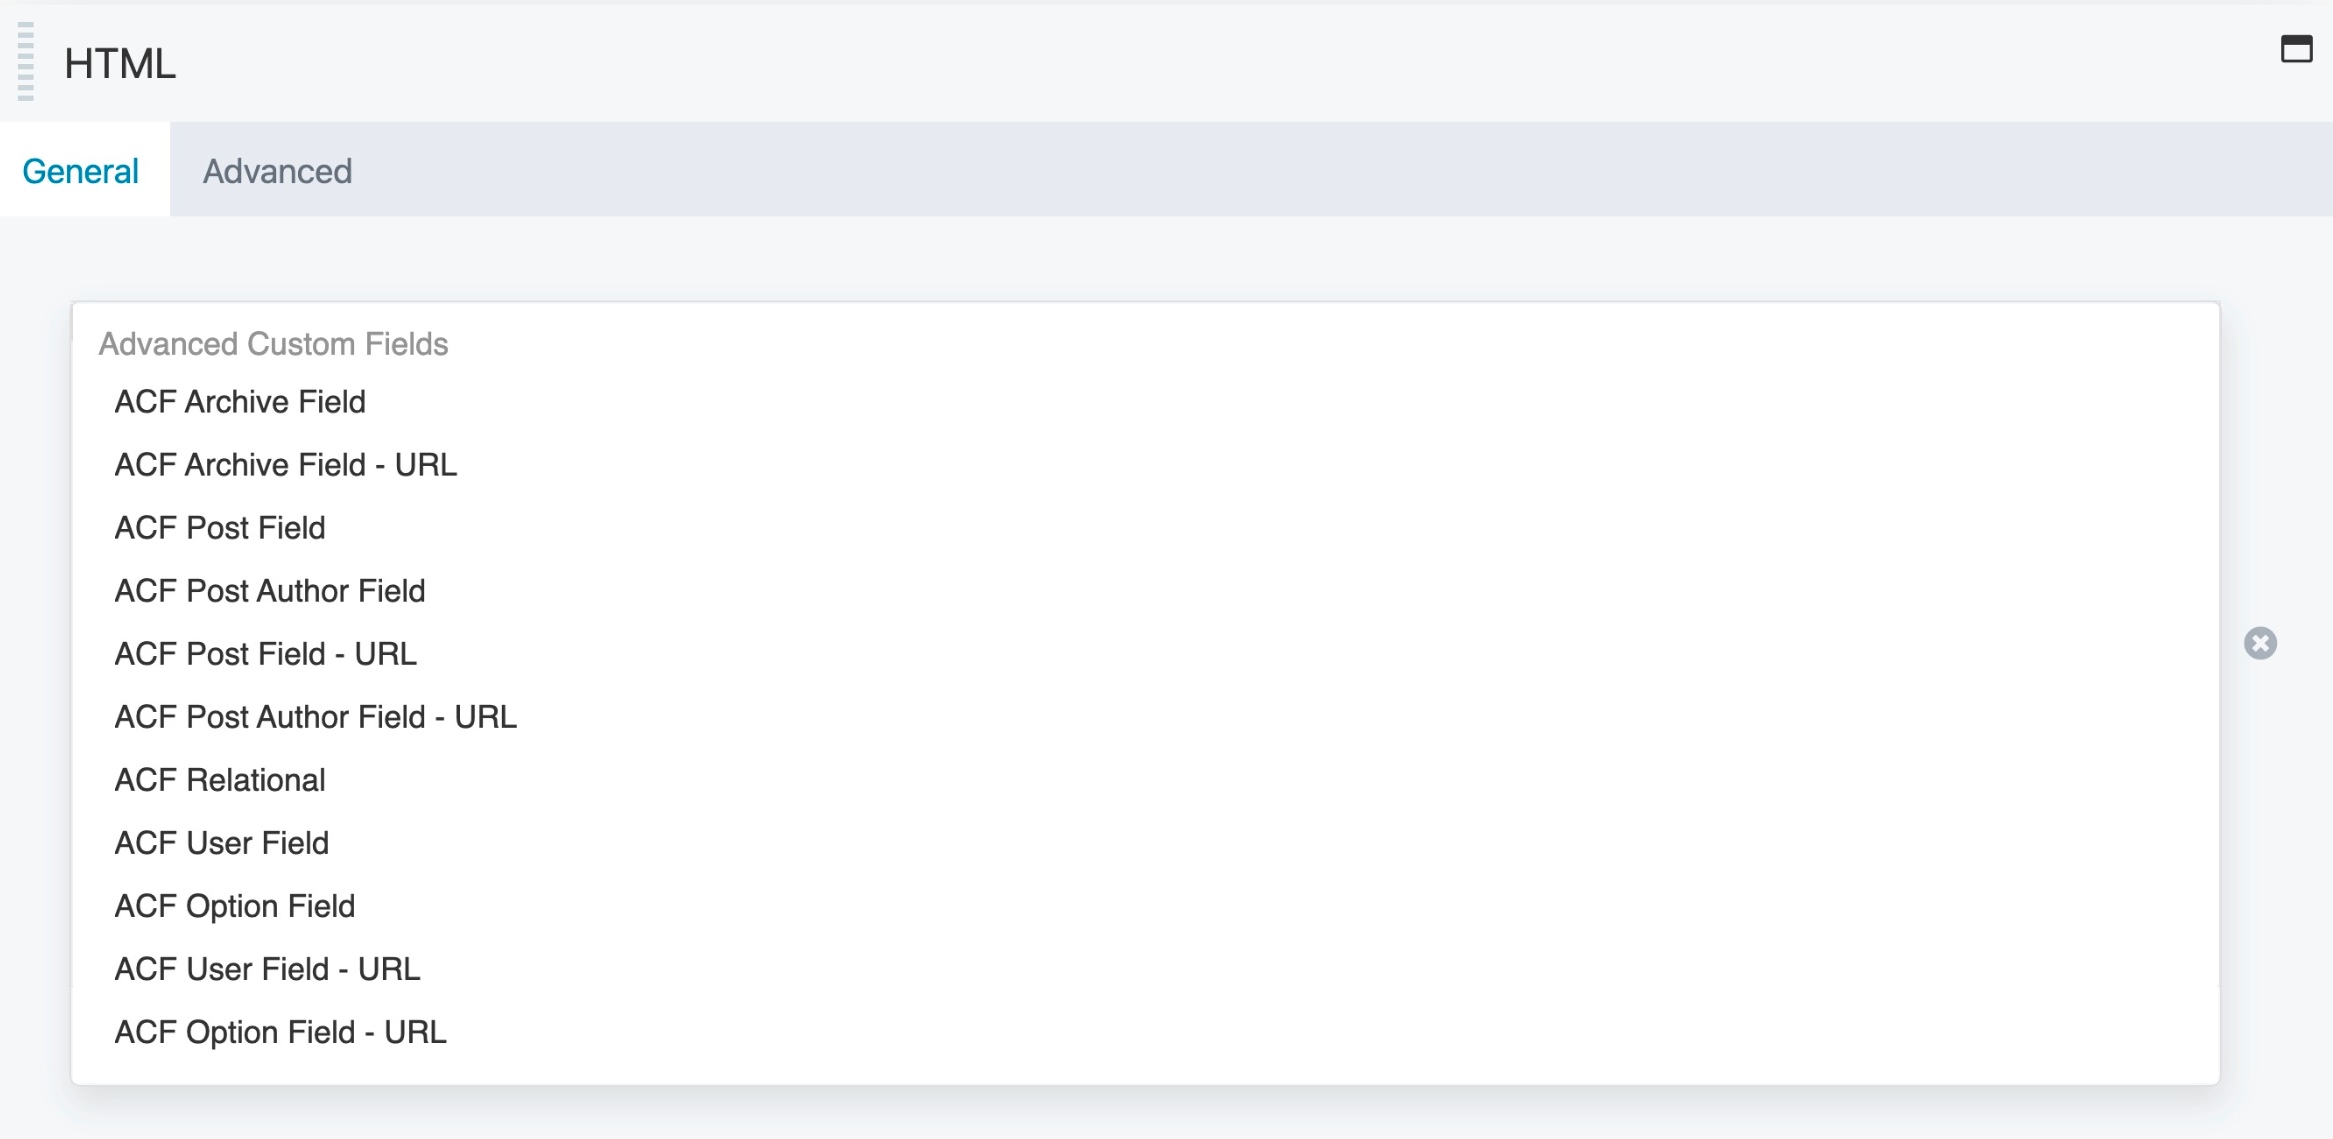 HTML
General Advanced
Advanced Custom Fields
ACF Archive Field
ACF Archive Field - URL
ACF Post Field
ACF Post Author Field
ACF Post Field - URL
ACF Post Author Field - URL
ACF Relational
ACF User Field
ACF Option Field
ACF User Field - URL
ACF Option Field - URL